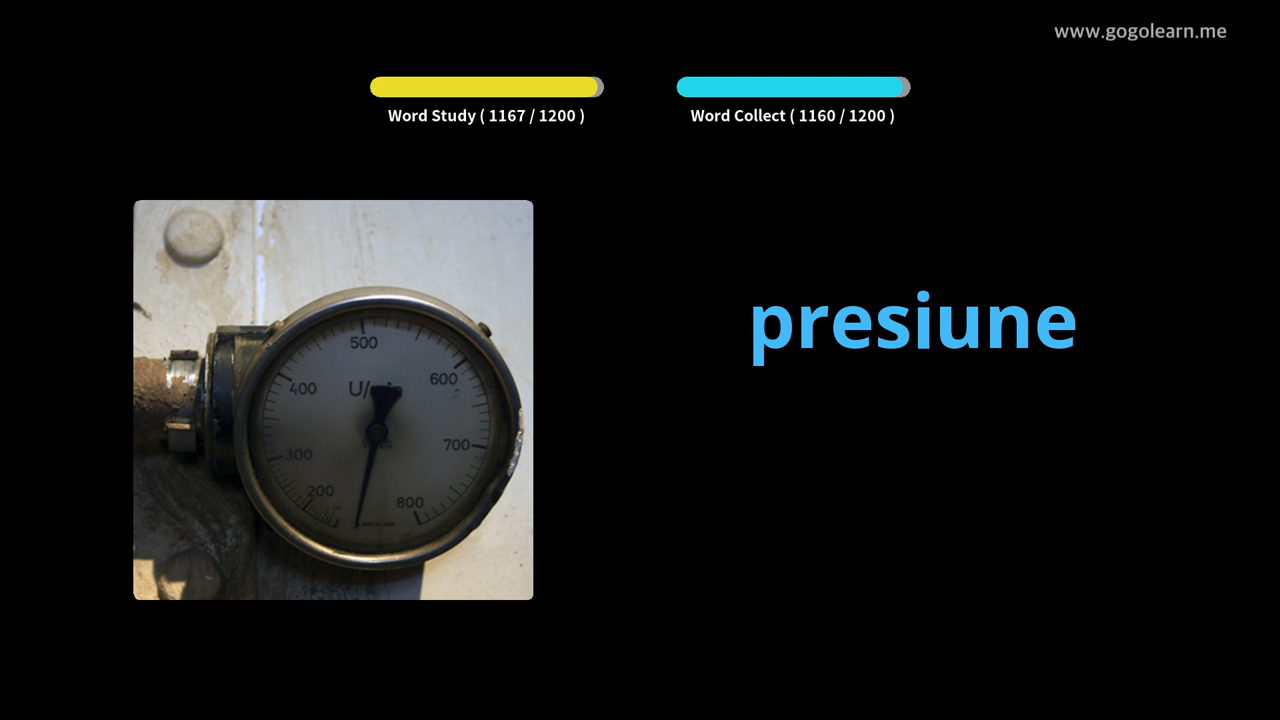 www.gogolearn.me
Word Study ( 1167 / 1200 )
Word Collect ( 1160 / 1200 )
presiune
500
400
600
U/
300
700
200
800